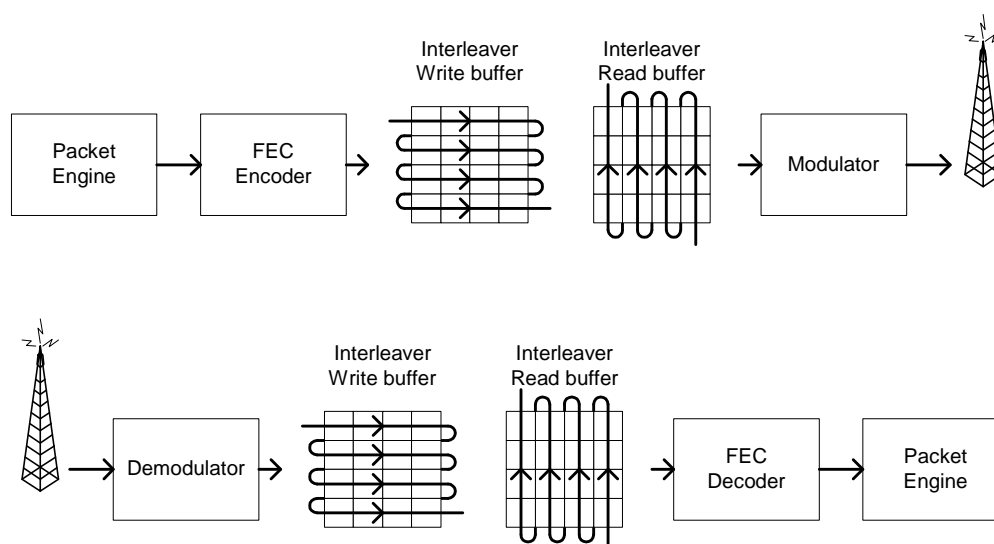 Interleaver
Write buffer
Interleaver
Read buffer
Packet
Engine
FEC
Encoder
Modulator
Interleaver
Write buffer
Interleaver
Read buffer
Demodulator
FEC
Decoder
Packet
Engine